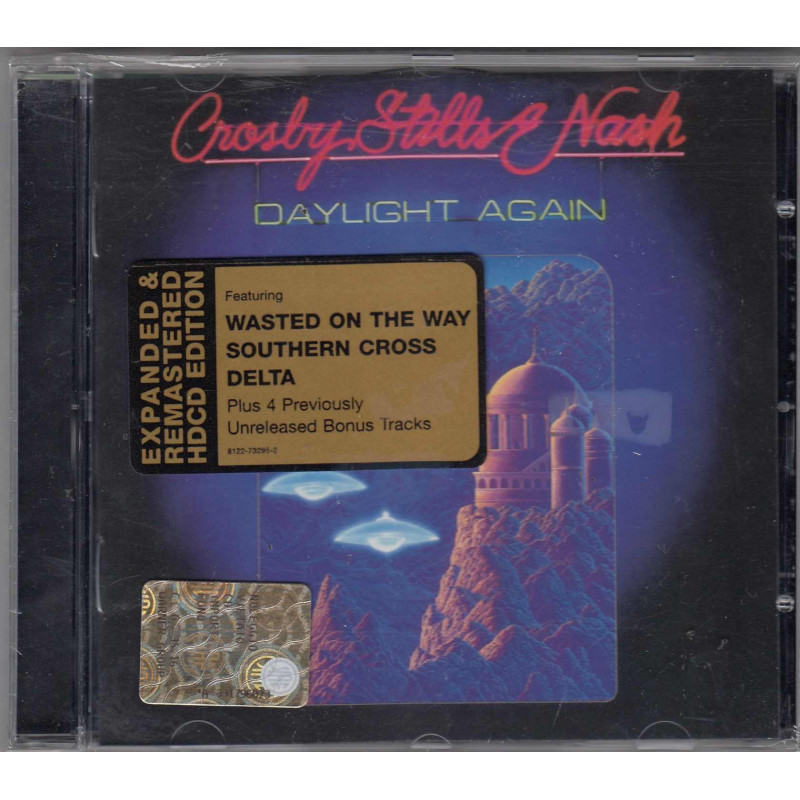 Crosby, Stills & Nash
DAYLIGHT AGAIN
EXPANDED &
REMASTERED
HDCD EDITION
Featuring
WASTED ON THE WAY
SOUTHERN CROSS
DELTA
Plus 4 Previously
Unreleased Bonus Tracks
8122-73295-2